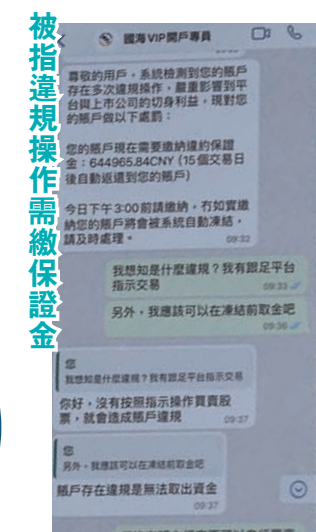 被指違規操作需繳保證金
國海VIP開戶專員
尊敬的用戶，系統檢測到您的賬戶
存在多次違規操作，嚴重影響到平
台與上市公司的切身利益，現對您
的賬戶做以下處罰：
您的賬戶現在需要繳納違約保證
金：644965.84CNY（15個交易日
後自動返還到您的賬戶）
今日下午3:00前請繳納，冇如實繳
納您的賬戶將會被系統自動凍結，
請及時處理。 09:32
我想知是什麼違規？我有跟足平台
指示交易 09:33
另外，我應該可以在凍結前取金吧
09:36
您
我想知是什麼違規？我有跟足平台指示交易
你好，沒有按照指示操作買賣股
票，就會造成賬戶違規 09:37
您
另外，我應該可以在凍結前取金吧
賬戶存在違規是無法取出資金
09:37